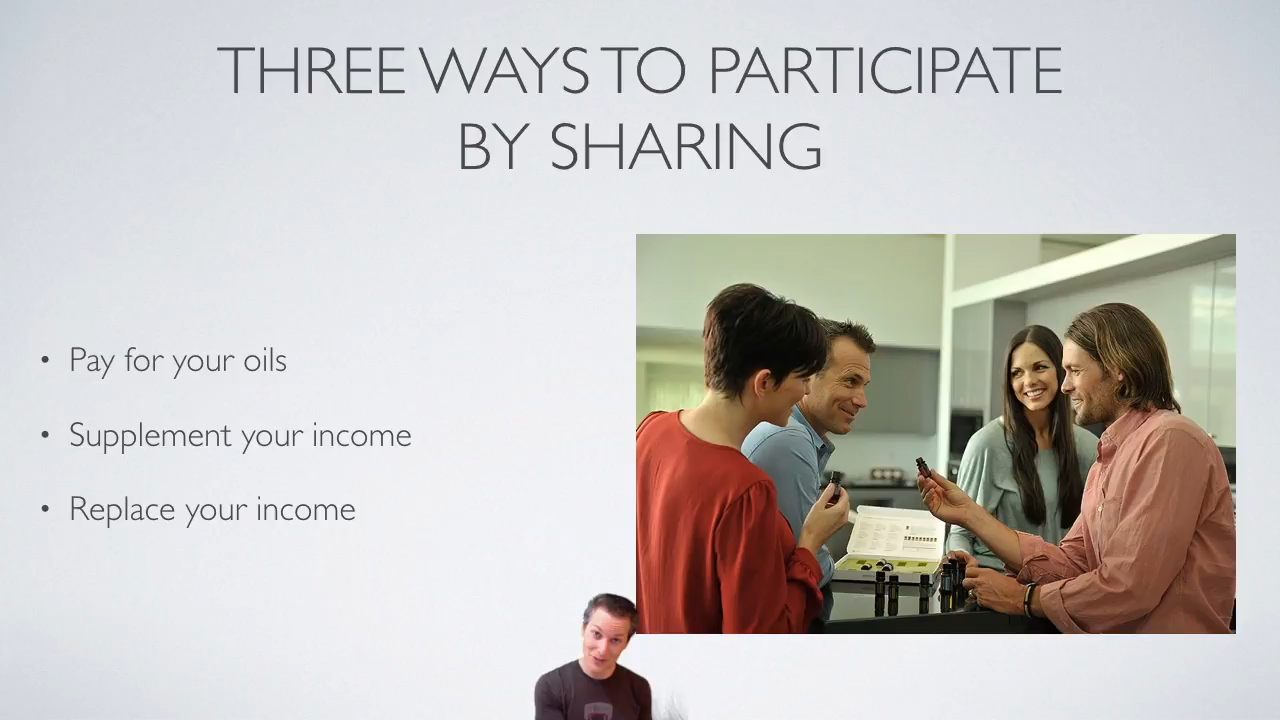 THREE WAYS TO PARTICIPATE
BY SHARING
• Pay for your oils
• Supplement your income
• Replace your income